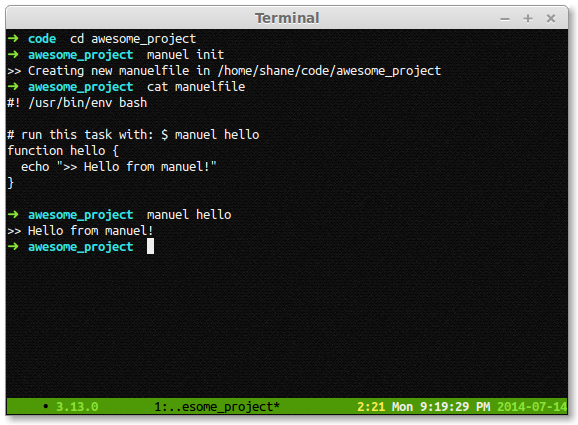 Terminal
➜ code cd awesome_project
➜ awesome_project manuel init
>> Creating new manuelfile in /home/shane/code/awesome_project
➜ awesome_project cat manuelfile
#! /usr/bin/env bash
# run this task with: $ manuel hello
function hello {
  echo ">> Hello from manuel!"
}
➜ awesome_project manuel hello
>> Hello from manuel!
➜ awesome_project
• 3.13.0 1:..esome_project* 2:21 Mon 9:19:29 PM 2014-07-14